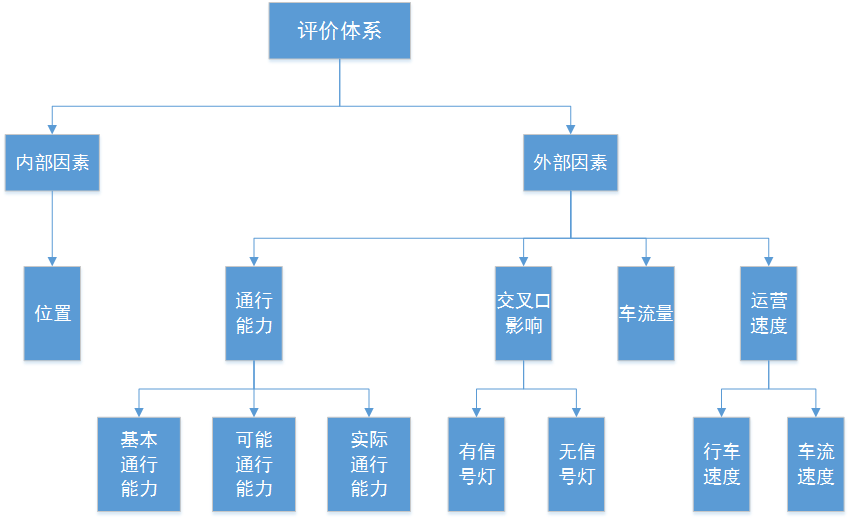 评价体系
内部因素
外部因素
位置
通行
能力
交叉口
影响
车流量
运营
速度
基本
通行
能力
可能
通行
能力
实际
通行
能力
有信
号灯
无信
号灯
行车
速度
车流
速度